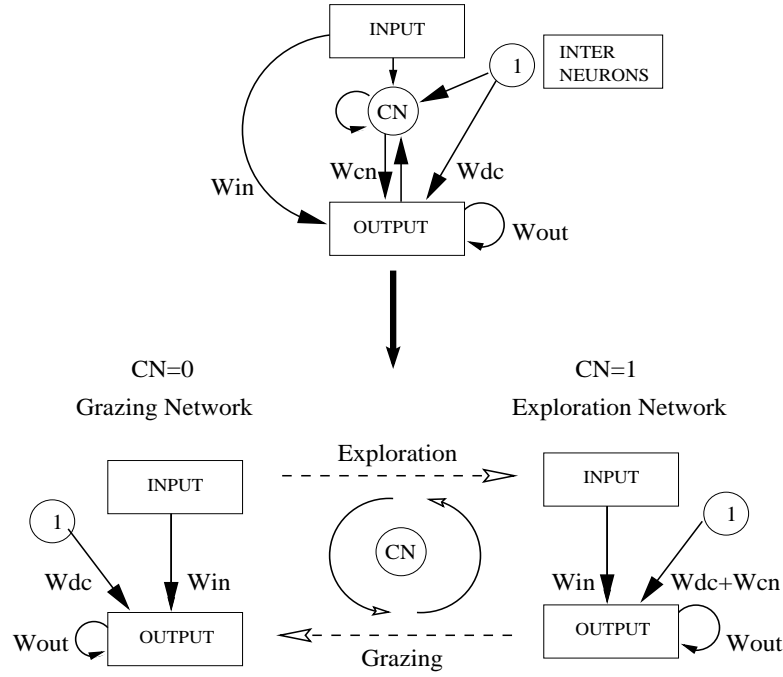 INPUT
1
INTER
NEURONS
CN
Wcn
Wdc
Win
OUTPUT
Wout
CN=0
Grazing Network
CN=1
Exploration Network
Exploration
INPUT
INPUT
1
1
CN
Wdc
Win
Win
Wdc+Wcn
Wout
OUTPUT
OUTPUT
Wout
Grazing